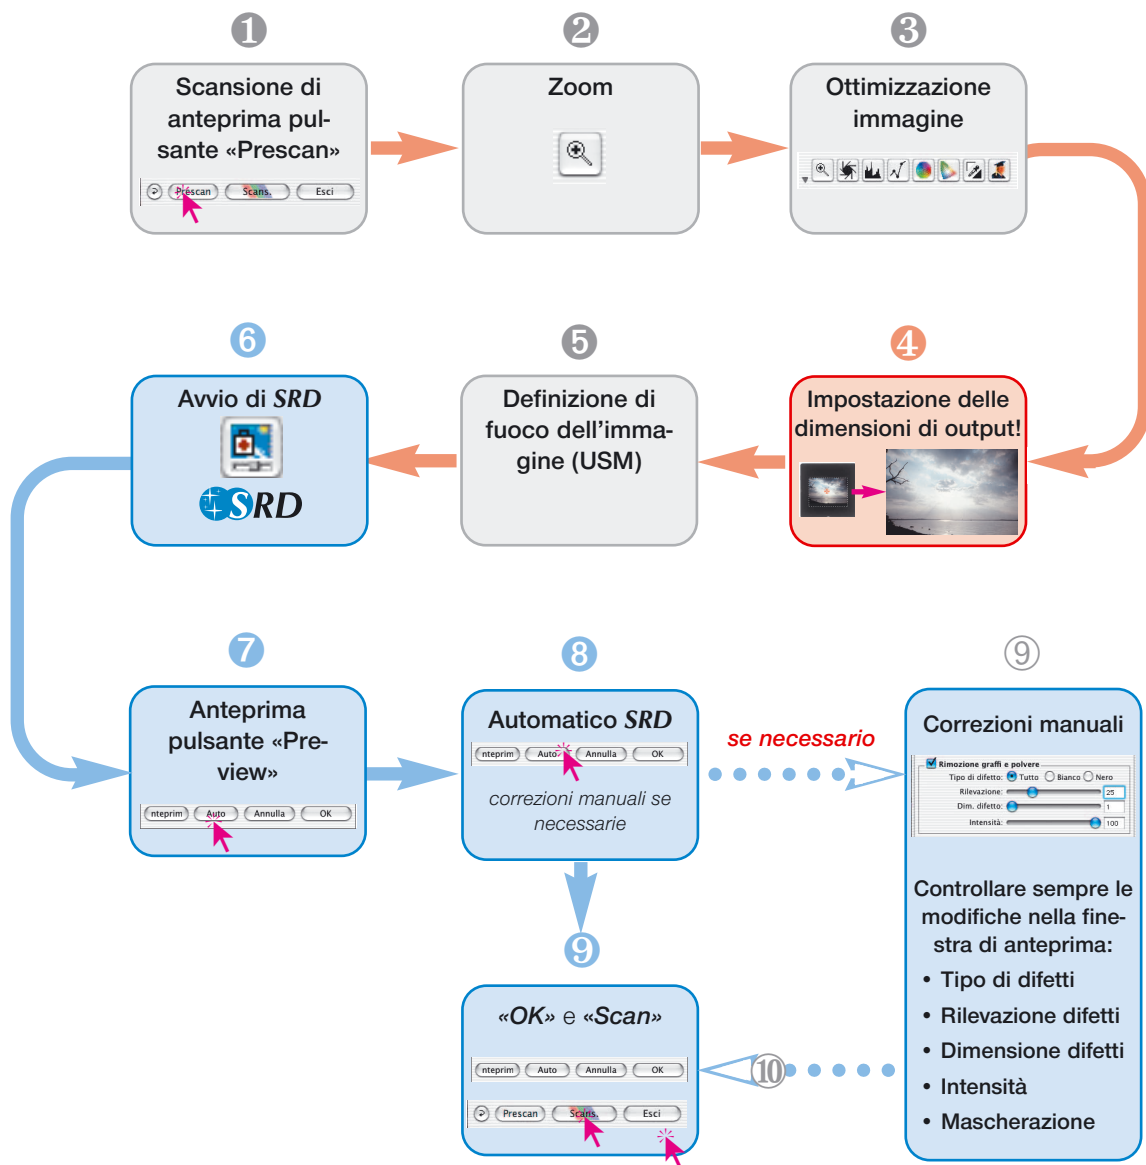 1
Scansione di
anteprima pul-
sante «Prescan»
Prescan Scans. Esci
2
Zoom
3
Ottimizzazione
immagine
6
Avvio di SRD
SRD
5
Definizione di
fuoco dell'imma-
gine (USM)
4
Impostazione delle
dimensioni di output!
7
Anteprima
pulsante «Pre-
view»
nteprim Auto Annulla OK
8
Automatico SRD
nteprim Auto Annulla OK
correzioni manuali se
necessarie
se necessario
9
Correzioni manuali
Rimozione graffi e polvere
Tipo di difetto: Tutto Bianco Nero
Rilevazione: 25
Dim. difetto: 1
Intensità: 100
Controllare sempre le
modifiche nella fine-
stra di anteprima:
• Tipo di difetti
• Rilevazione difetti
• Dimensione difetti
• Intensità
• Mascherazione
9
«OK» e «Scan»
nteprim Auto Annulla OK
Prescan Scans. Esci
10